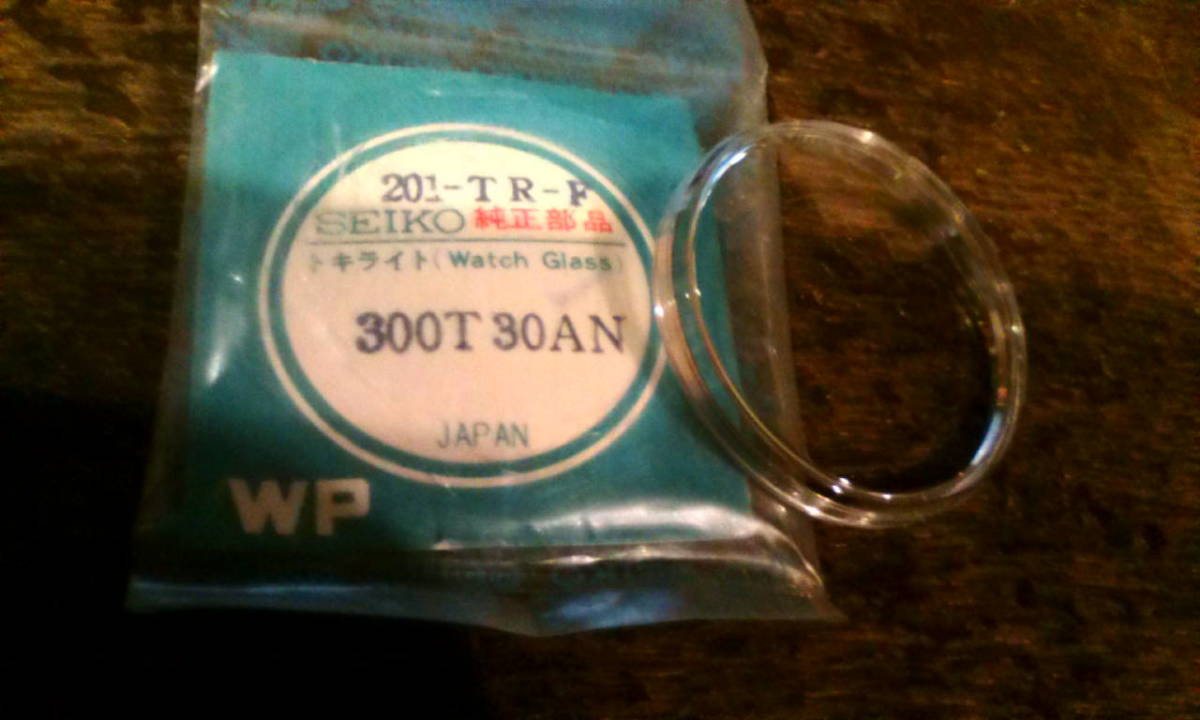 201-TR-F
SEIKO 純正部品
トキライト(Watch Glass)
300T30AN
JAPAN
WP